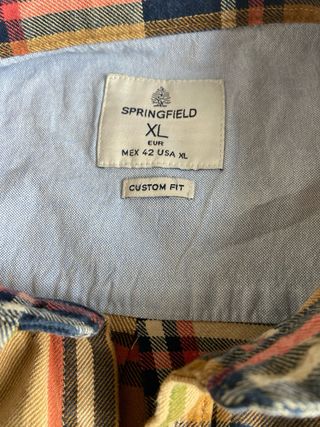 SPRINGFIELD
XL
EUR
MEX 42 USA XL
CUSTOM FIT